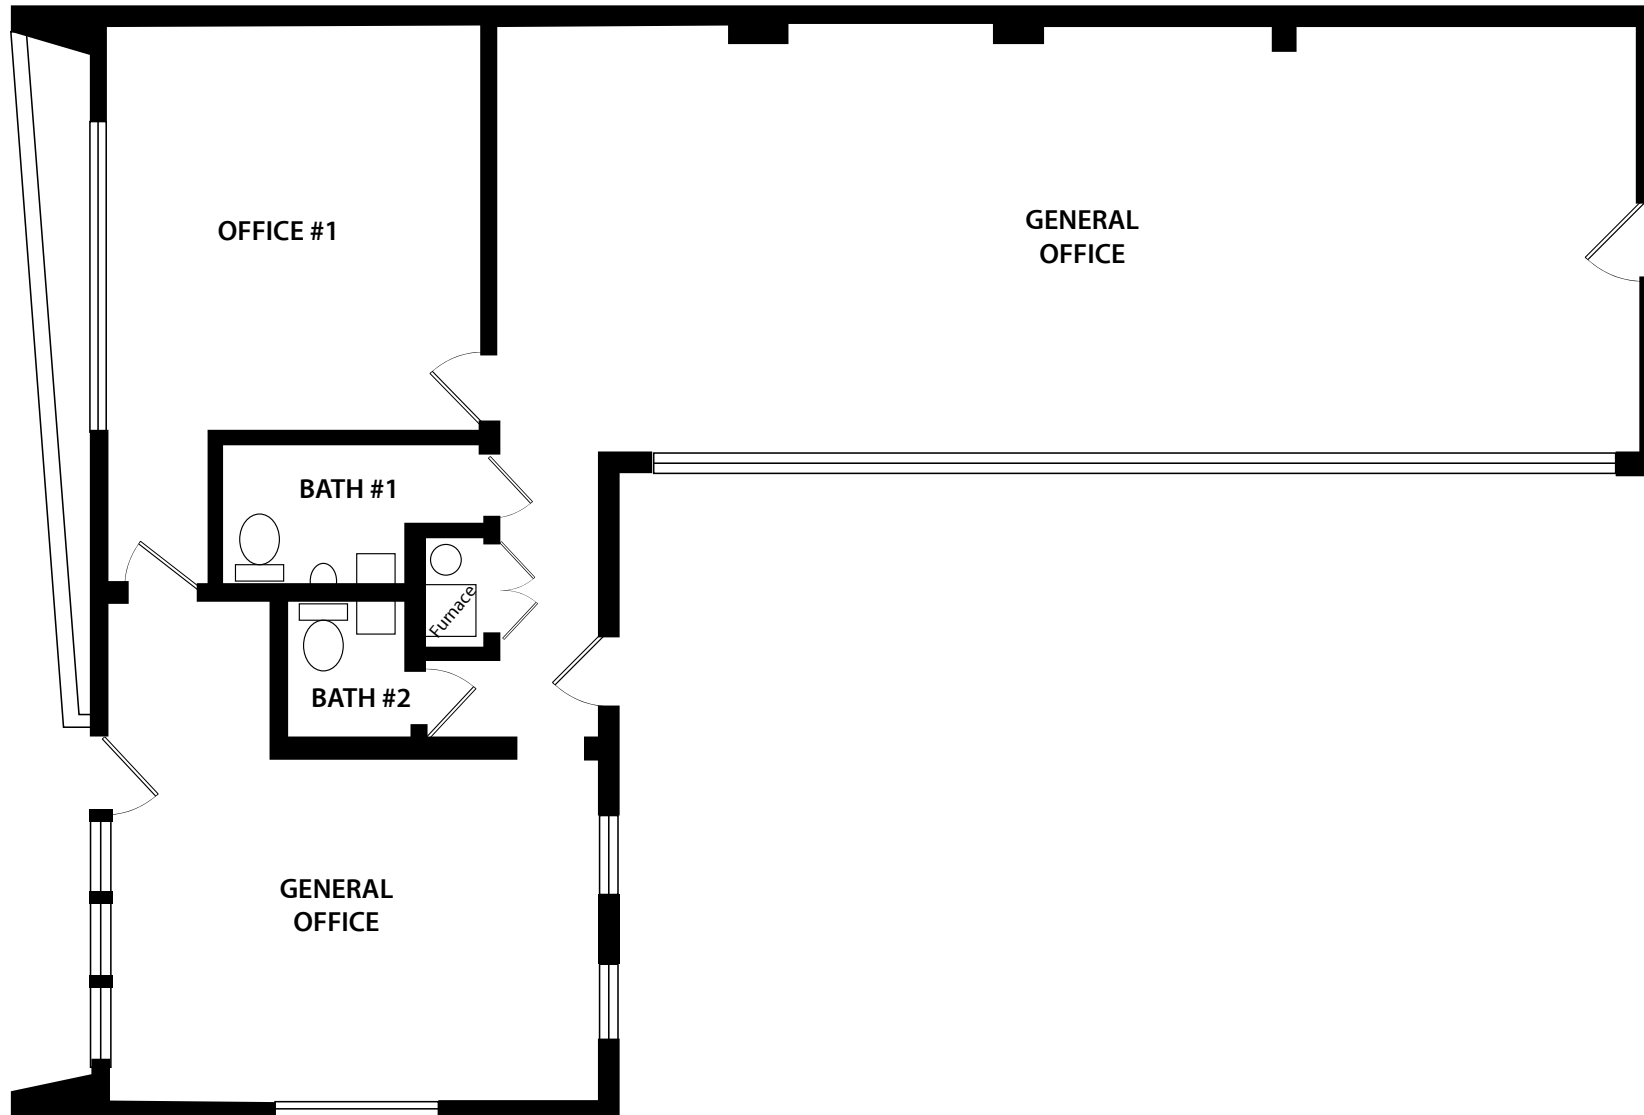 OFFICE #1
GENERAL
OFFICE
BATH #1
Furnace
BATH #2
GENERAL
OFFICE